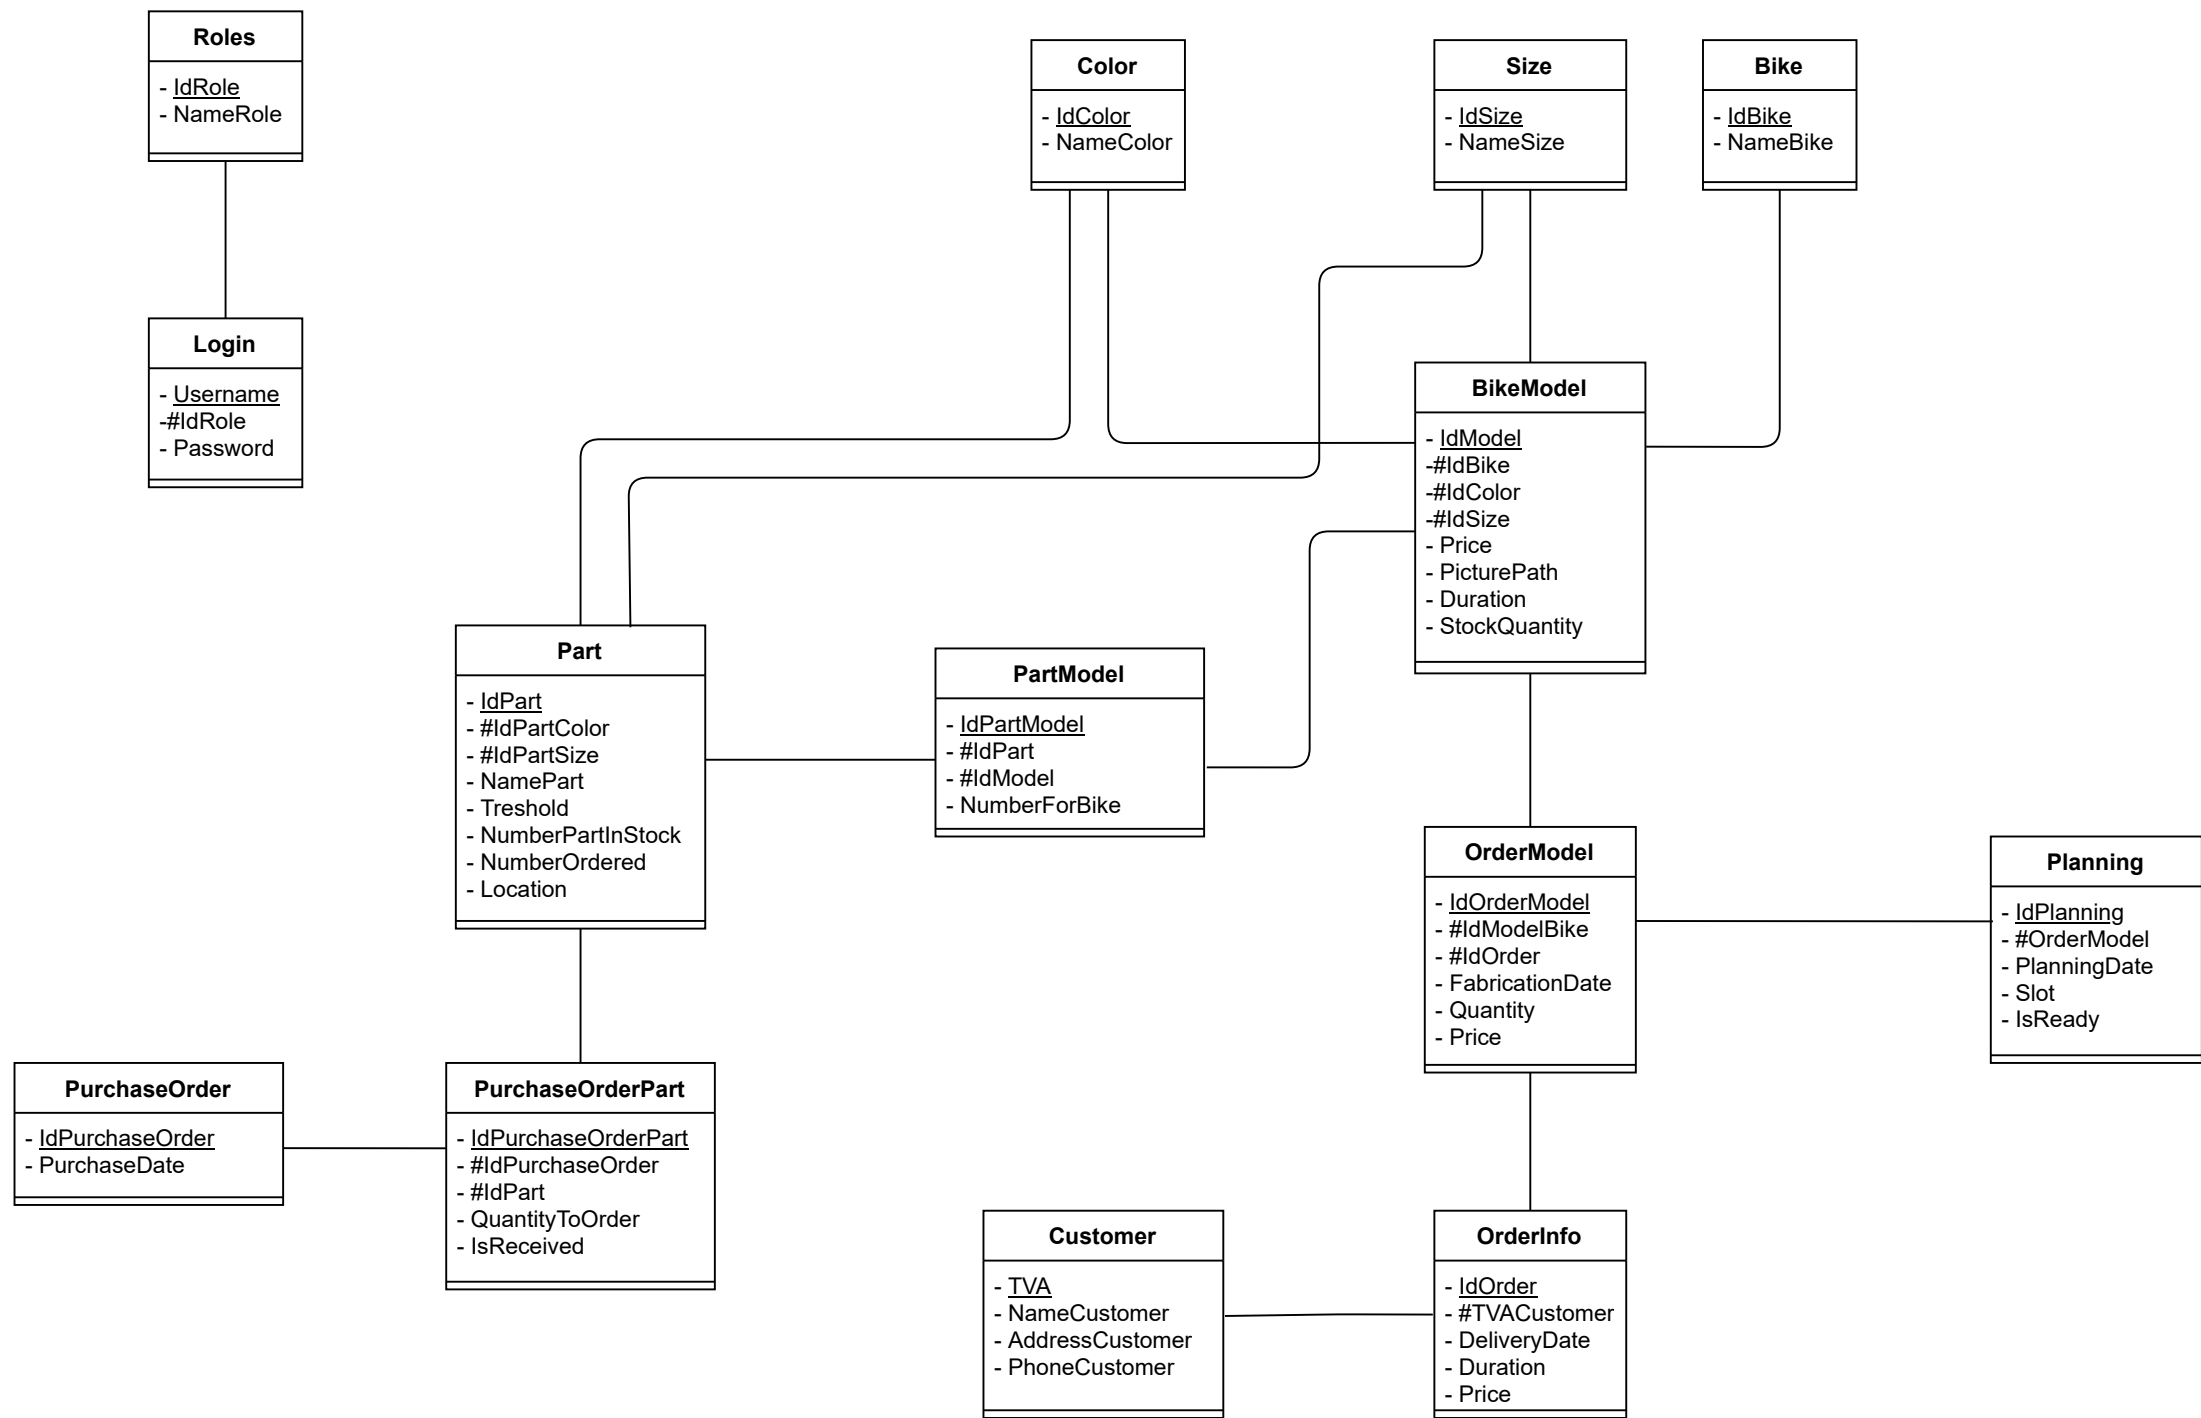 Roles
- IdRole
- NameRole
Color
- IdColor
- NameColor
Size
- IdSize
- NameSize
Bike
- IdBike
- NameBike
Login
- Username
-#IdRole
- Password
BikeModel
- IdModel
-#IdBike
-#IdColor
-#IdSize
- Price
- PicturePath
- Duration
- StockQuantity
Part
- IdPart
- #IdPartColor
- #IdPartSize
- NamePart
- Treshold
- NumberPartInStock
- NumberOrdered
- Location
PartModel
- IdPartModel
- #IdPart
- #IdModel
- NumberForBike
OrderModel
- IdOrderModel
- #IdModelBike
- #IdOrder
- FabricationDate
- Quantity
- Price
Planning
- IdPlanning
- #OrderModel
- PlanningDate
- Slot
- IsReady
PurchaseOrder
- IdPurchaseOrder
- PurchaseDate
PurchaseOrderPart
- IdPurchaseOrderPart
- #IdPurchaseOrder
- #IdPart
- QuantityToOrder
- IsReceived
Customer
- TVA
- NameCustomer
- AddressCustomer
- PhoneCustomer
OrderInfo
- IdOrder
- #TVACustomer
- DeliveryDate
- Duration
- Price